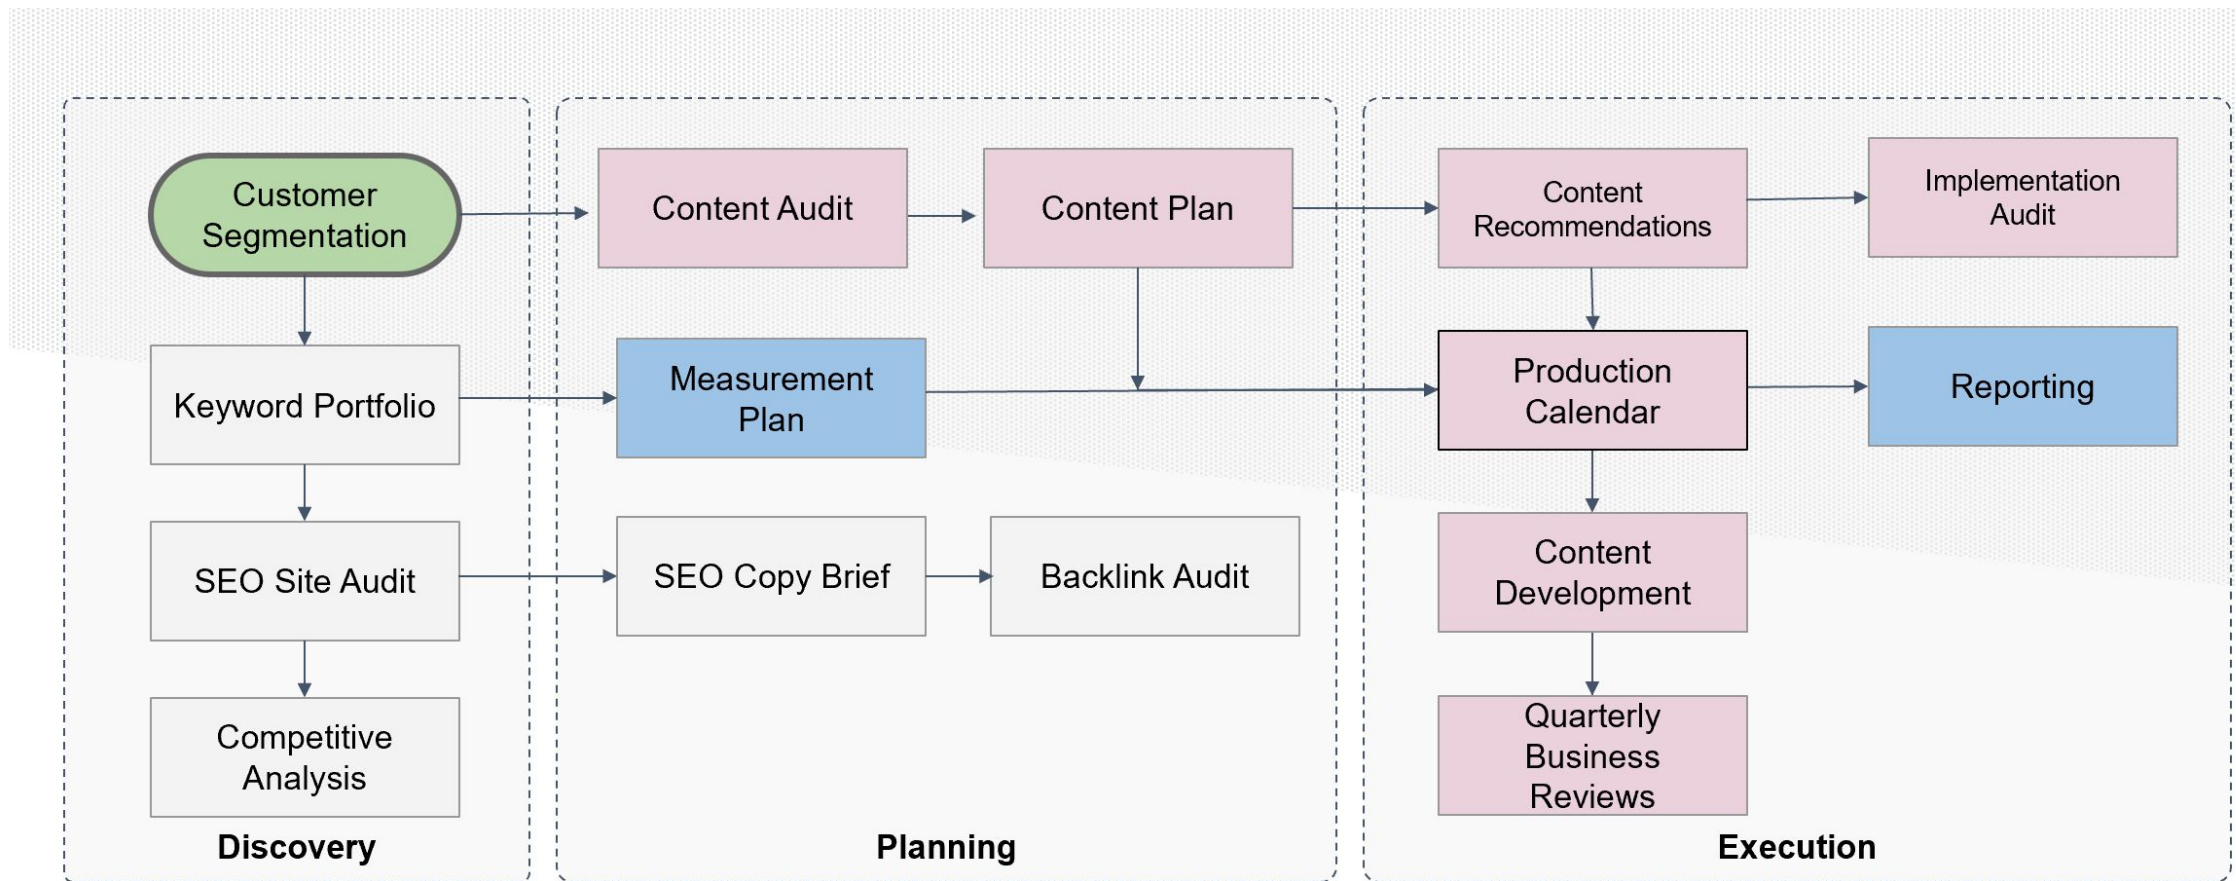 Customer
Segmentation
Keyword Portfolio
SEO Site Audit
Competitive
Analysis
Discovery
Content Audit
Content Plan
Measurement
Plan
SEO Copy Brief
Backlink Audit
Planning
Content
Recommendations
Implementation
Audit
Production
Calendar
Reporting
Content
Development
Quarterly
Business
Reviews
Execution